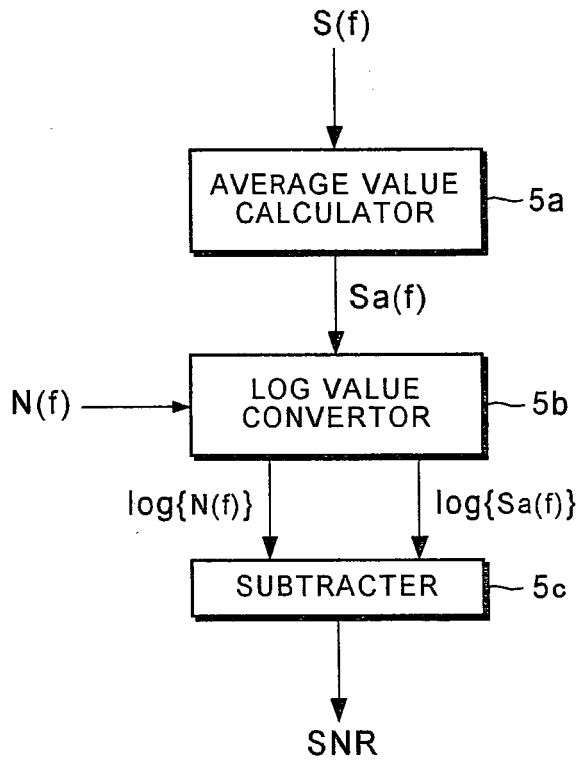 S(f)
AVERAGE VALUE
CALCULATOR
5a
Sa(f)
N(f)
LOG VALUE
CONVERTOR
5b
log{N(f)}
log{Sa(f)}
SUBTRACTER
5c
SNR